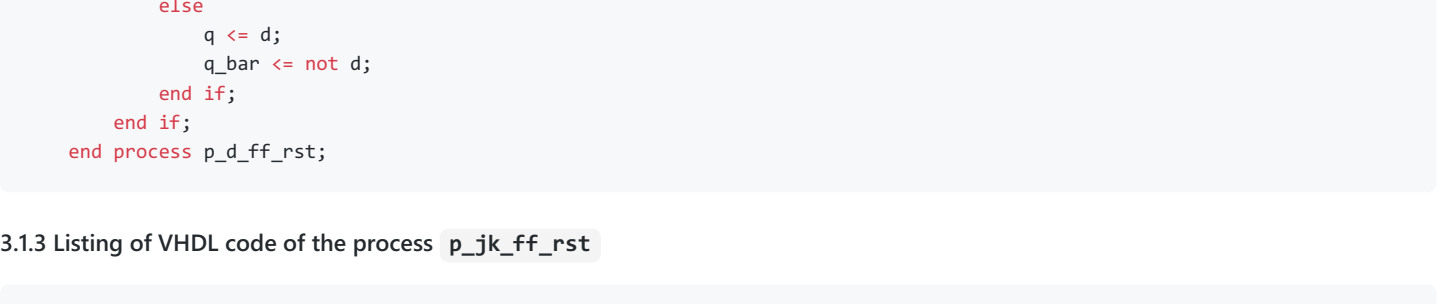 else
q <= d;
q_bar <= not d;
end if;
end if;
end process p_d_ff_rst;
3.1.3 Listing of VHDL code of the process p_jk_ff_rst